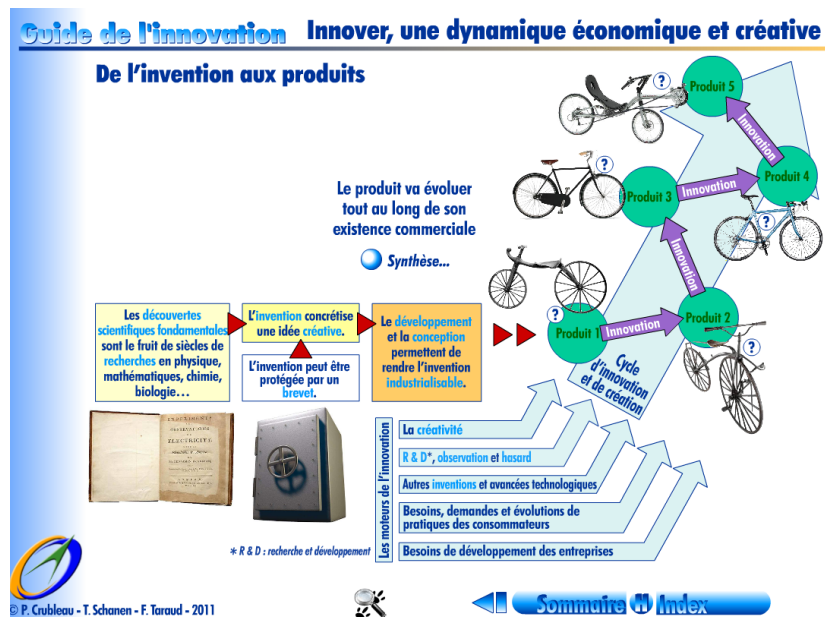 Guide de l'innovation
Innover, une dynamique économique et créative
De l'invention aux produits
Le produit va évoluer
tout au long de son
existence commerciale
Synthèse...
Produit 5
?
Innovation
Produit 4
?
Innovation
Produit 3
?
Innovation
Produit 2
?
Innovation
Produit 1
?
Cycle
d'innovation
et de création
Les découvertes
scientifiques fondamentales
sont le fruit de siècles de
recherches en physique,
mathématiques, chimie,
biologie...
L'invention concrétise
une idée créative.
L'invention peut être
protégée par un
brevet.
Le développement
et la conception
permettent de
rendre l'invention
industrialisable.
ELECTRICITÉ
Les moteurs de l'innovation
La créativité
R & D*, observation et hasard
Autres inventions et avancées technologiques
Besoins, demandes et évolutions de
pratiques des consommateurs
Besoins de développement des entreprises
* R & D : recherche et développement
© P. Crubleau - T. Schanen - F. Taraud - 2011
Sommaire
Index